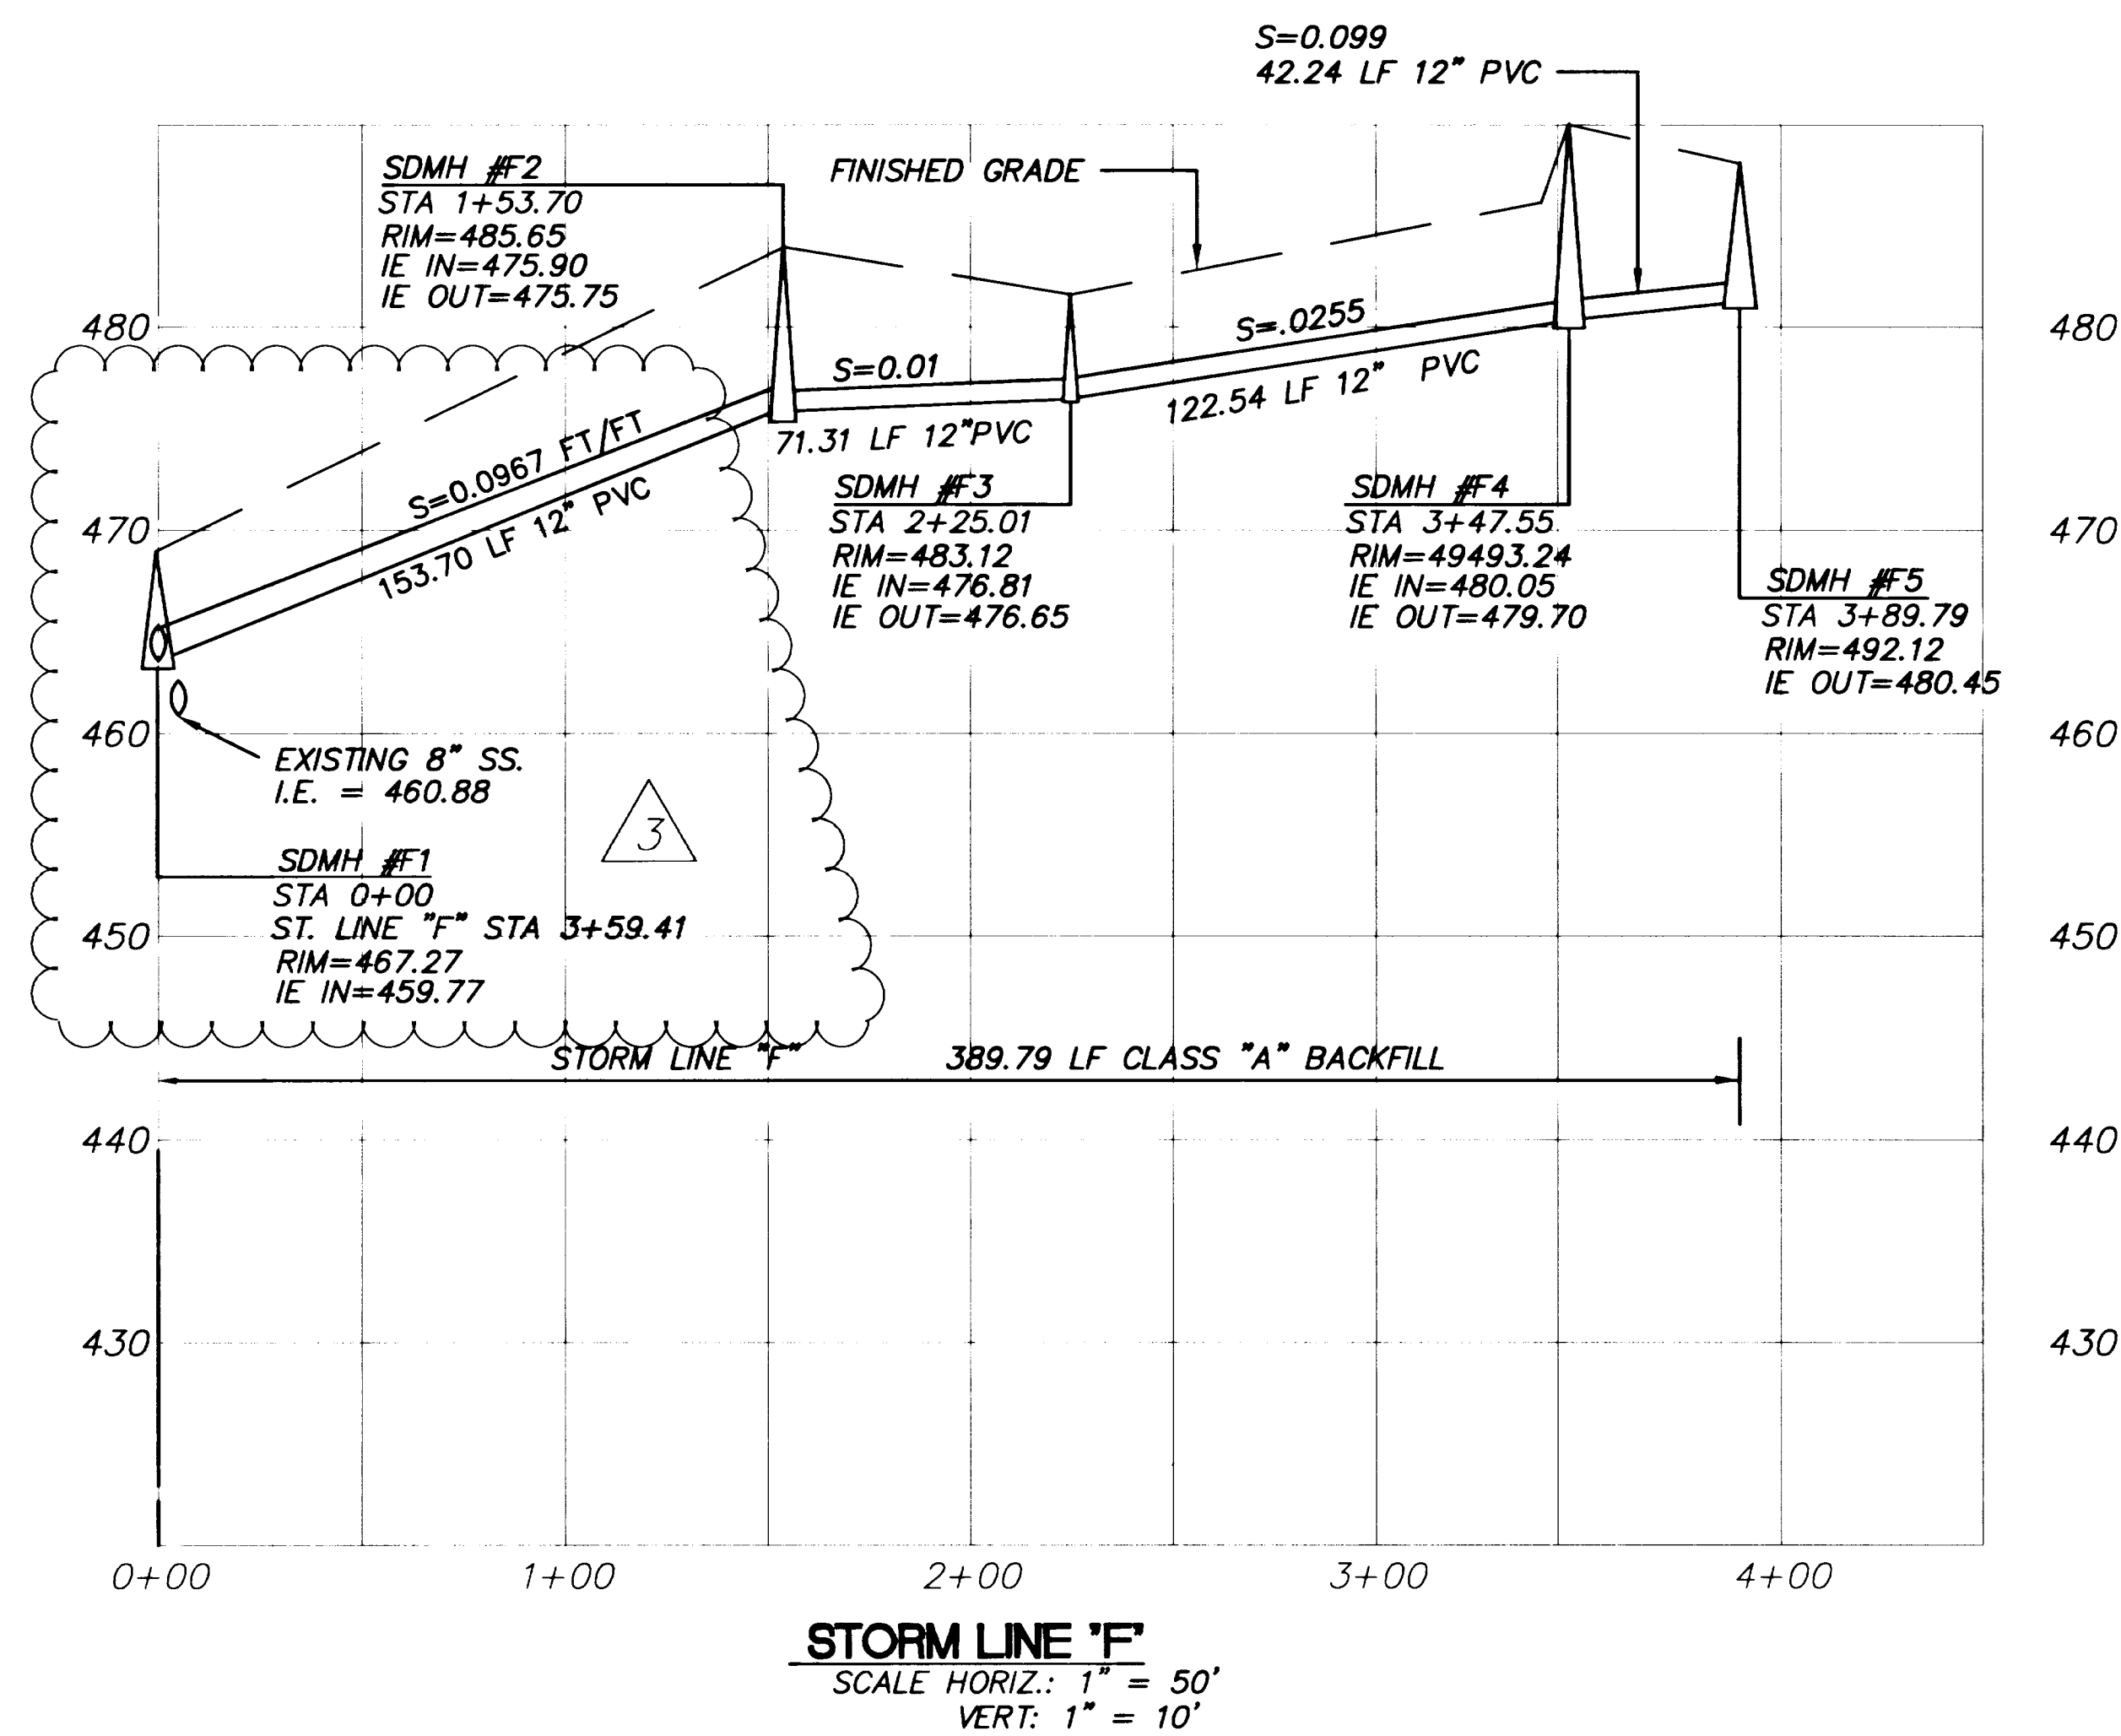 S=0.099
42.24 LF 12" PVC
SDMH #F2
STA 1+53.70
RIM=485.65
IE IN=475.90
IE OUT=475.75
FINISHED GRADE
480
480
S=0.01
71.31 LF 12"PVC
S=.0255
122.54 LF 12" PVC
S=0.0967 FT/FT
153.70 LF 12" PVC
470
470
SDMH #F3
STA 2+25.01
RIM=483.12
IE IN=476.81
IE OUT=476.65
SDMH #F4
STA 3+47.55
RIM=49493.24
IE IN=480.05
IE OUT=479.70
SDMH #F5
STA 3+89.79
RIM=492.12
IE OUT=480.45
460
460
EXISTING 8" SS.
I.E. = 460.88
3
SDMH #F1
STA 0+00
ST. LINE "F" STA 3+59.41
RIM=467.27
IE IN=459.77
450
450
STORM LINE "F"
389.79 LF CLASS "A" BACKFILL
440
440
430
430
0+00
1+00
2+00
3+00
4+00
STORM LINE "F"
SCALE HORIZ.: 1" = 50'
VERT: 1" = 10'